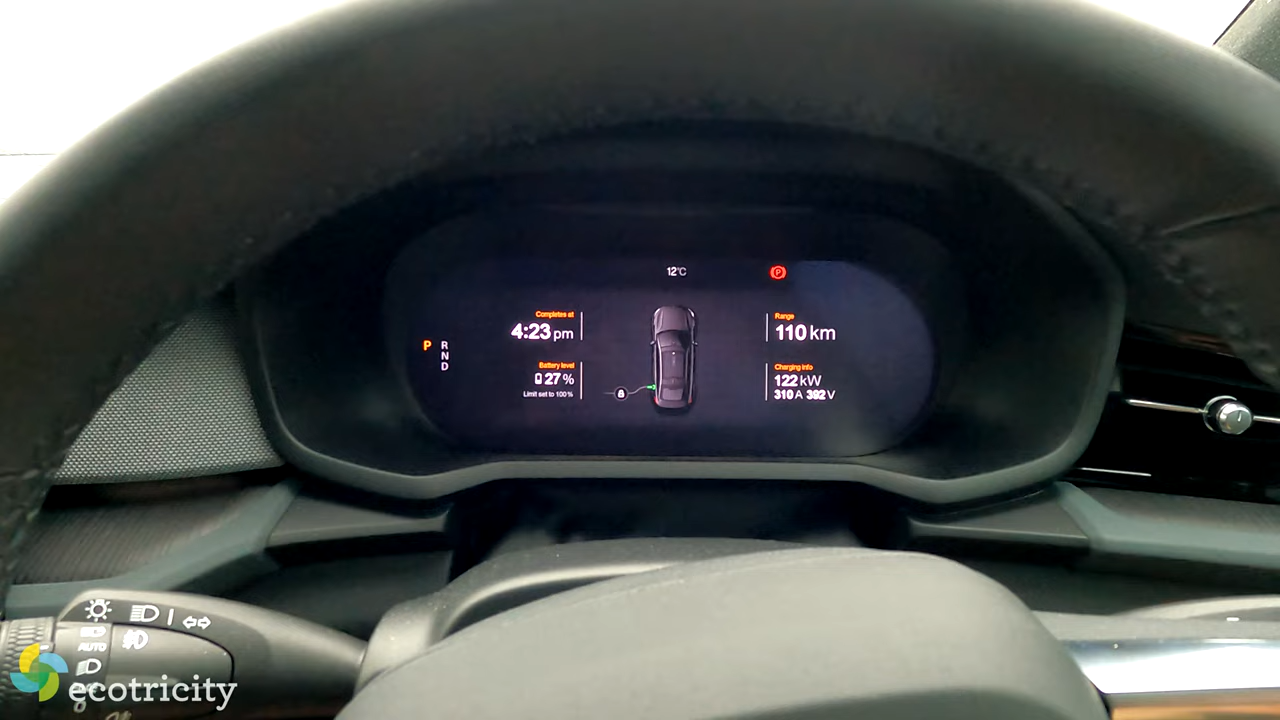 12°C
P
Completes at
4:23 pm
Range
110 km
P
R
N
D
Battery level
27 %
Limit set to 100%
Charging info
122 kW
310 A 392 V
AUTO
ecotricity